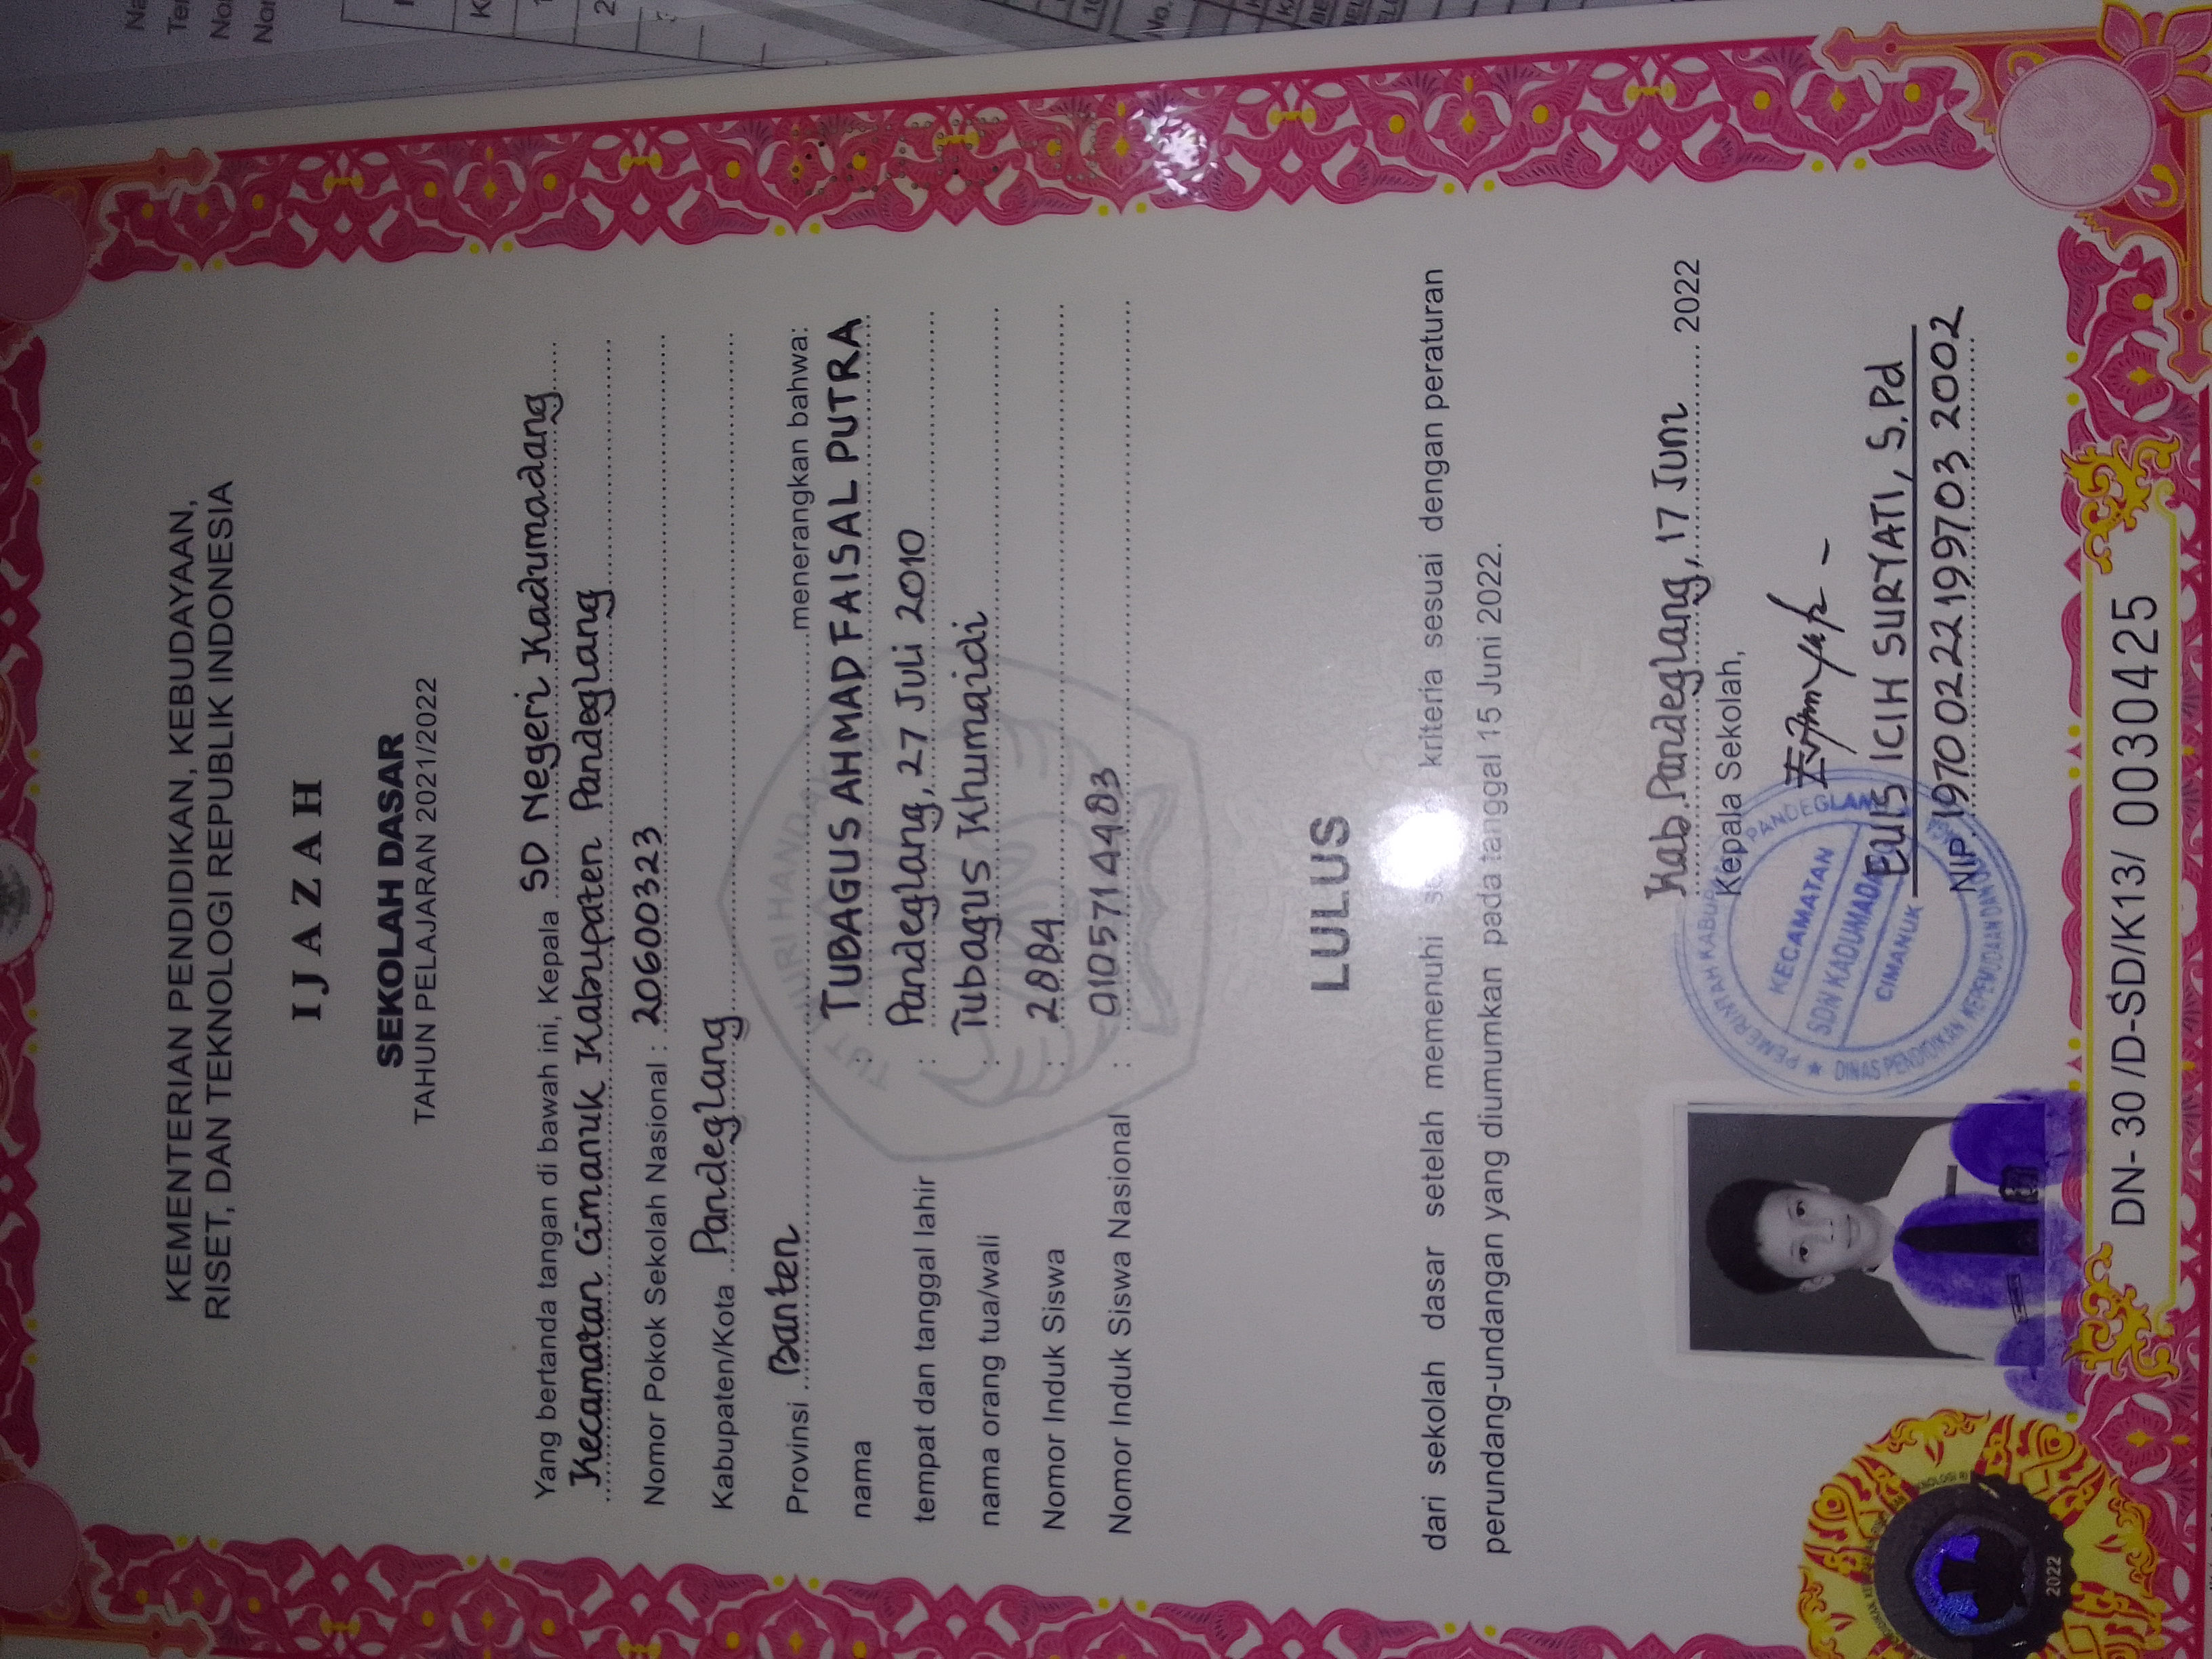 KEMENTERIAN PENDIDIKAN, KEBUDAYAAN,
RISET, DAN TEKNOLOGI REPUBLIK INDONESIA
IJAZAH
SEKOLAH DASAR
TAHUN PELAJARAN 2021/2022
Yang bertanda tangan di bawah ini, Kepala SD Negeri Kadumadang
Kecamatan Cimanuk Kabupaten Pandeglang
Nomor Pokok Sekolah Nasional : 20600323
Kabupaten/Kota Pandeglang
Provinsi Banten menerangkan bahwa:
nama : TUBAGUS AHMAD FAISAL PUTRA
tempat dan tanggal lahir : Pandeglang, 27 Juli 2010
nama orang tua/wali : Tubagus Khumaidi
Nomor Induk Siswa : 2884
Nomor Induk Siswa Nasional : 0105714483
TUT WURI HANDAYANI
LULUS
dari sekolah dasar setelah memenuhi kriteria sesuai dengan peraturan
perundang-undangan yang diumumkan pada tanggal 15 Juni 2022.
Kab. Pandeglang, 17 Juni 2022
Kepala Sekolah,
PEMERINTAH KABUPATEN PANDEGLANG
KECAMATAN
SDN KADUMADANG
CIMANUK
DINAS PENDIDIKAN KEPEMUDAAN DAN
EUIS ICIH SURYATI, S.Pd
NIP. 197002221997032002
2022
DN-30/D-SD/K13/ 0030425